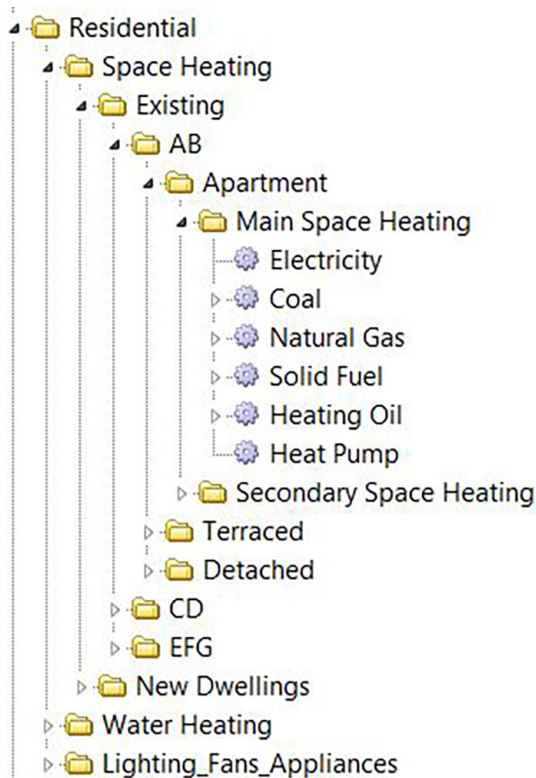 Residential
Space Heating
Existing
AB
Apartment
Main Space Heating
Electricity
Coal
Natural Gas
Solid Fuel
Heating Oil
Heat Pump
Secondary Space Heating
Terraced
Detached
CD
EFG
New Dwellings
Water Heating
Lighting_Fans_Appliances